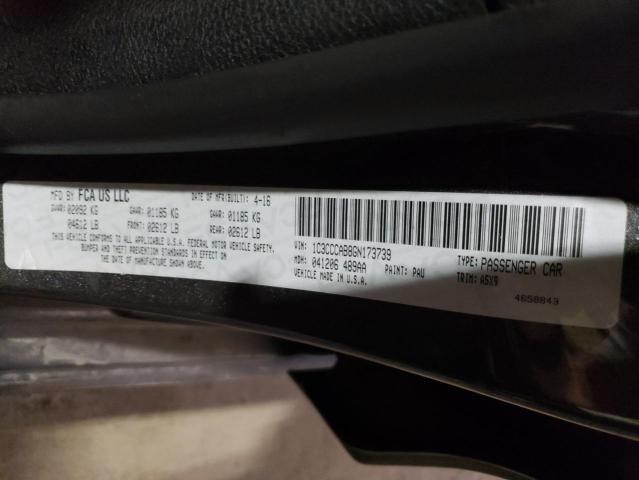 MFD BY FCA US LLC DATE OF MFR(BUILT): 4-16
GVWR: 02092 KG GAWR: 01185 KG GAWR: 01185 KG
04612 LB FRONT: 02612 LB REAR: 02612 LB
THIS VEHICLE CONFORMS TO ALL APPLICABLE U.S.A. FEDERAL MOTOR VEHICLE SAFETY,
BUMPER AND THEFT PREVENTION STANDARDS IN EFFECT
ON THE DATE OF MANUFACTURE SHOWN ABOVE.
VIN: 1C3CCCAB8GN173739 TYPE: PASSENGER CAR
MDH: 041206 489AA PAINT: PAU TRIM: A5X9
VEHICLE MADE IN U.S.A.
4658843